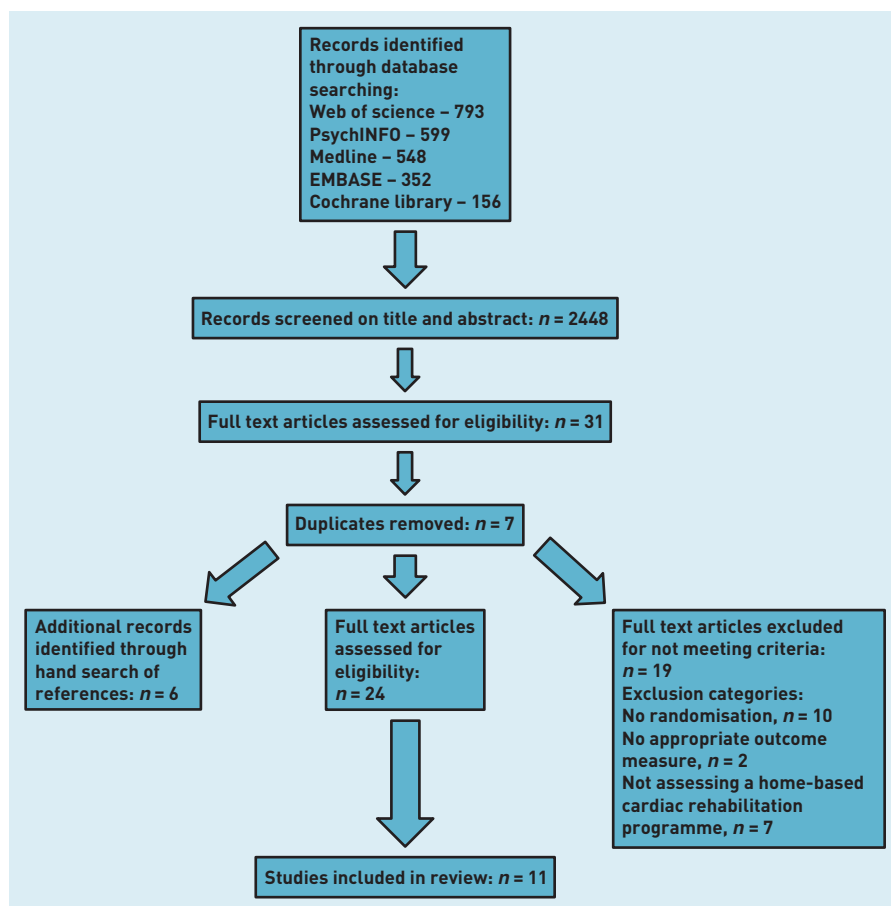 Records identified
through database
searching:
Web of science – 793
PsychINFO – 599
Medline – 548
EMBASE – 352
Cochrane library – 156
Records screened on title and abstract: n = 2448
Full text articles assessed for eligibility: n = 31
Duplicates removed: n = 7
Additional records
identified through
hand search of
references: n = 6
Full text articles
assessed for
eligibility:
n = 24
Full text articles excluded
for not meeting criteria:
n = 19
Exclusion categories:
No randomisation, n = 10
No appropriate outcome
measure, n = 2
Not assessing a home-based
cardiac rehabilitation
programme, n = 7
Studies included in review: n = 11